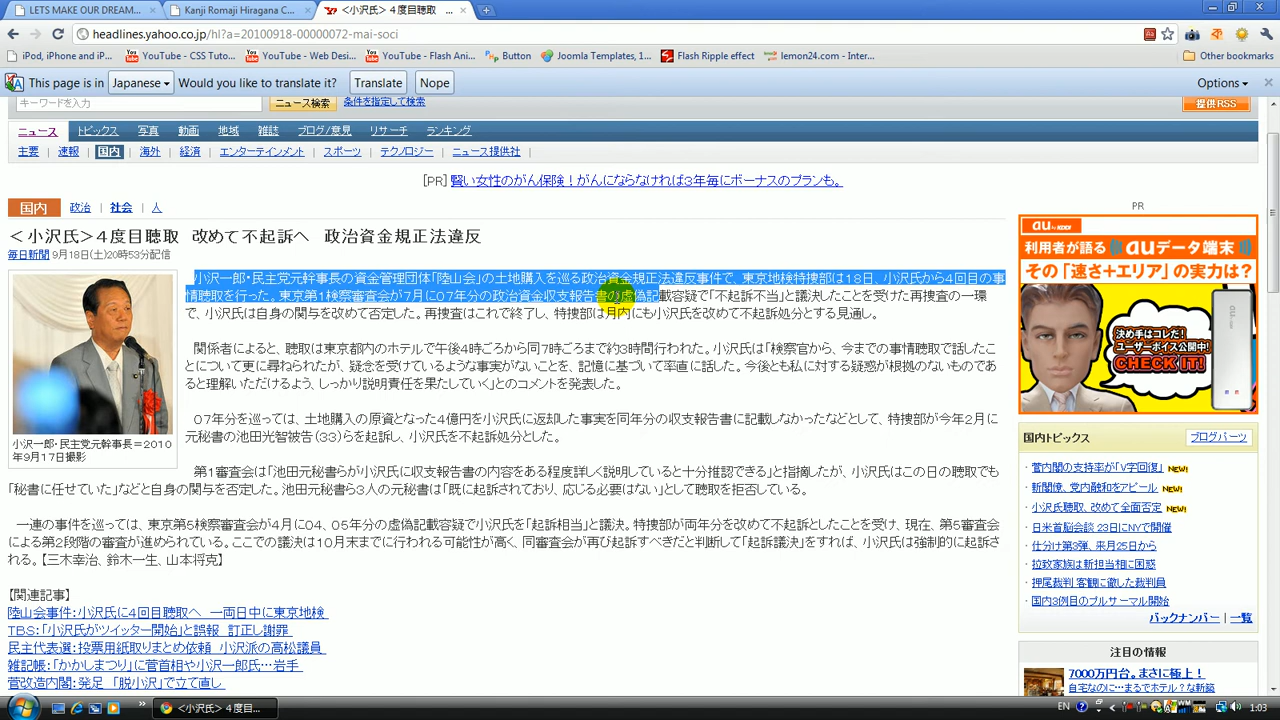 LETS MAKE OUR DREAM...
Kanji Romaji Hiragana C...
<小沢氏> 4度目聴取 ...
headlines.yahoo.co.jp/hl?a=20100918-00000072-mai-soci
iPod, iPhone and iP...
YouTube - CSS Tuto...
YouTube - Web Desi...
YouTube - Flash Ani...
Button
Joomla Templates, 1...
Flash Ripple effect
lemon24.com - Inter...
Other bookmarks
This page is in Japanese Would you like to translate it? Translate Nope Options
キーワードを入力 ニュース検索 条件を指定して検索 提供RSS
ニュース トピックス 写真 動画 地域 雑誌 ブログ/意見 リサーチ ランキング
主要 | 速報 | 国内 | 海外 | 経済 | エンターテインメント | スポーツ | テクノロジー | ニュース提供社 |
[PR] 賢い女性のがん保険！がんにならなければ3年毎にボーナスのプランも。
国内 政治 | 社会 | 人
＜小沢氏＞４度目聴取　改めて不起訴へ　政治資金規正法違反
毎日新聞 9月18日(土)20時53分配信
小沢一郎・民主党元幹事長の資金管理団体「陸山会」の土地購入を巡る政治資金規正法違反事件で、東京地検特捜部は１８日、小沢氏から４回目の事
情聴取を行った。東京第１検察審査会が７月に０７年分の政治資金収支報告書の虚偽記載容疑で「不起訴不当」と議決したことを受けた再捜査の一環
で、小沢氏は自身の関与を改めて否定した。再捜査はこれで終了し、特捜部は月内にも小沢氏を改めて不起訴処分とする見通し。
関係者によると、聴取は東京都内のホテルで午後４時ごろから同７時ごろまで約３時間行われた。小沢氏は「検察官から、今までの事情聴取で話したこ
とについて更に尋ねられたが、疑念を受けているような事実がないことを、記憶に基づいて率直に話した。今後とも私に対する疑惑が根拠のないものであ
ると理解いただけるよう、しっかり説明責任を果たしていく」とのコメントを発表した。
０７年分を巡っては、土地購入の原資となった４億円を小沢氏に返却した事実を同年分の収支報告書に記載しなかったなどとして、特捜部が今年２月に
元秘書の池田光智被告（３３）らを起訴し、小沢氏を不起訴処分とした。
第１審査会は「池田元秘書らが小沢氏に収支報告書の内容をある程度詳しく説明していると十分推認できる」と指摘したが、小沢氏はこの日の聴取でも
「秘書に任せていた」などと自身の関与を否定した。池田元秘書ら３人の元秘書は「既に起訴されており、応じる必要はない」として聴取を拒否している。
一連の事件を巡っては、東京第５検察審査会が４月に０４、０５年分の虚偽記載容疑で小沢氏を「起訴相当」と議決。特捜部が両年分を改めて不起訴としたことを受け、現在、第５審査会
による第２段階の審査が進められている。ここでの議決は１０月末までに行われる可能性が高く、同審査会が再び起訴すべきだと判断して「起訴議決」をすれば、小沢氏は強制的に起訴さ
れる。【三木幸治、鈴木一生、山本将克】
小沢一郎・民主党元幹事長＝２０１０
年９月１７日撮影
【関連記事】
陸山会事件：小沢氏に４回目聴取へ　一両日中に東京地検
TBS：「小沢氏がツイッター開始」と誤報　訂正し謝罪
民主代表選：投票用紙取りまとめ依頼　小沢派の高松議員
雑記帳：「かかしまつり」に菅首相や小沢一郎氏…岩手
菅改造内閣：発足　「脱小沢」で立て直し
PR
au by KDDI
利用者が語る auデータ端末
その「速さ＋エリア」の実力は？
決め手はコレだ！
ユーザーボイス公開中！
CHECK IT!
国内トピックス ブログパーツ
・菅内閣の支持率が「V字回復」 NEW!
・新閣僚、党内融和をアピール NEW!
・小沢氏聴取、改めて全面否定 NEW!
・日米首脳会談 23日にNYで開催
・仕分け第3弾、来月25日から
・拉致家族は新担当相に困惑
・押尾裁判 客観に徹した裁判員
・国内3例目のプルサーマル開始
バックナンバー | 一覧
注目の情報
7000万円台。まさに極上！
自宅なのに…まるでホテル？な新築
<小沢氏> 4度目...
EN
1:03